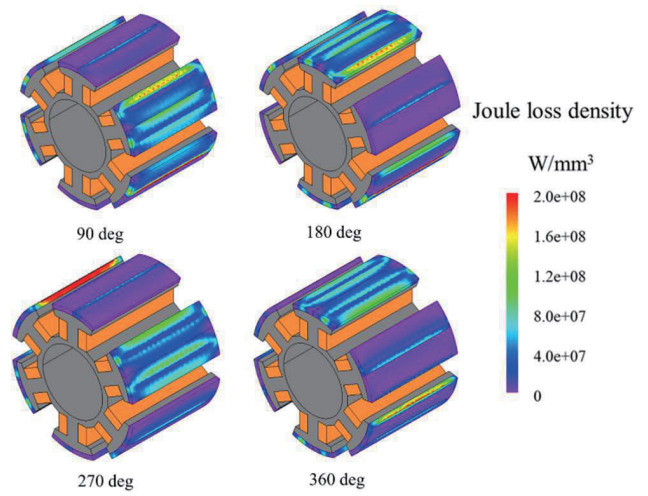 90 deg
180 deg
Joule loss density
W/mm³
2.0e+08
1.6e+08
1.2e+08
8.0e+07
4.0e+07
0
270 deg
360 deg